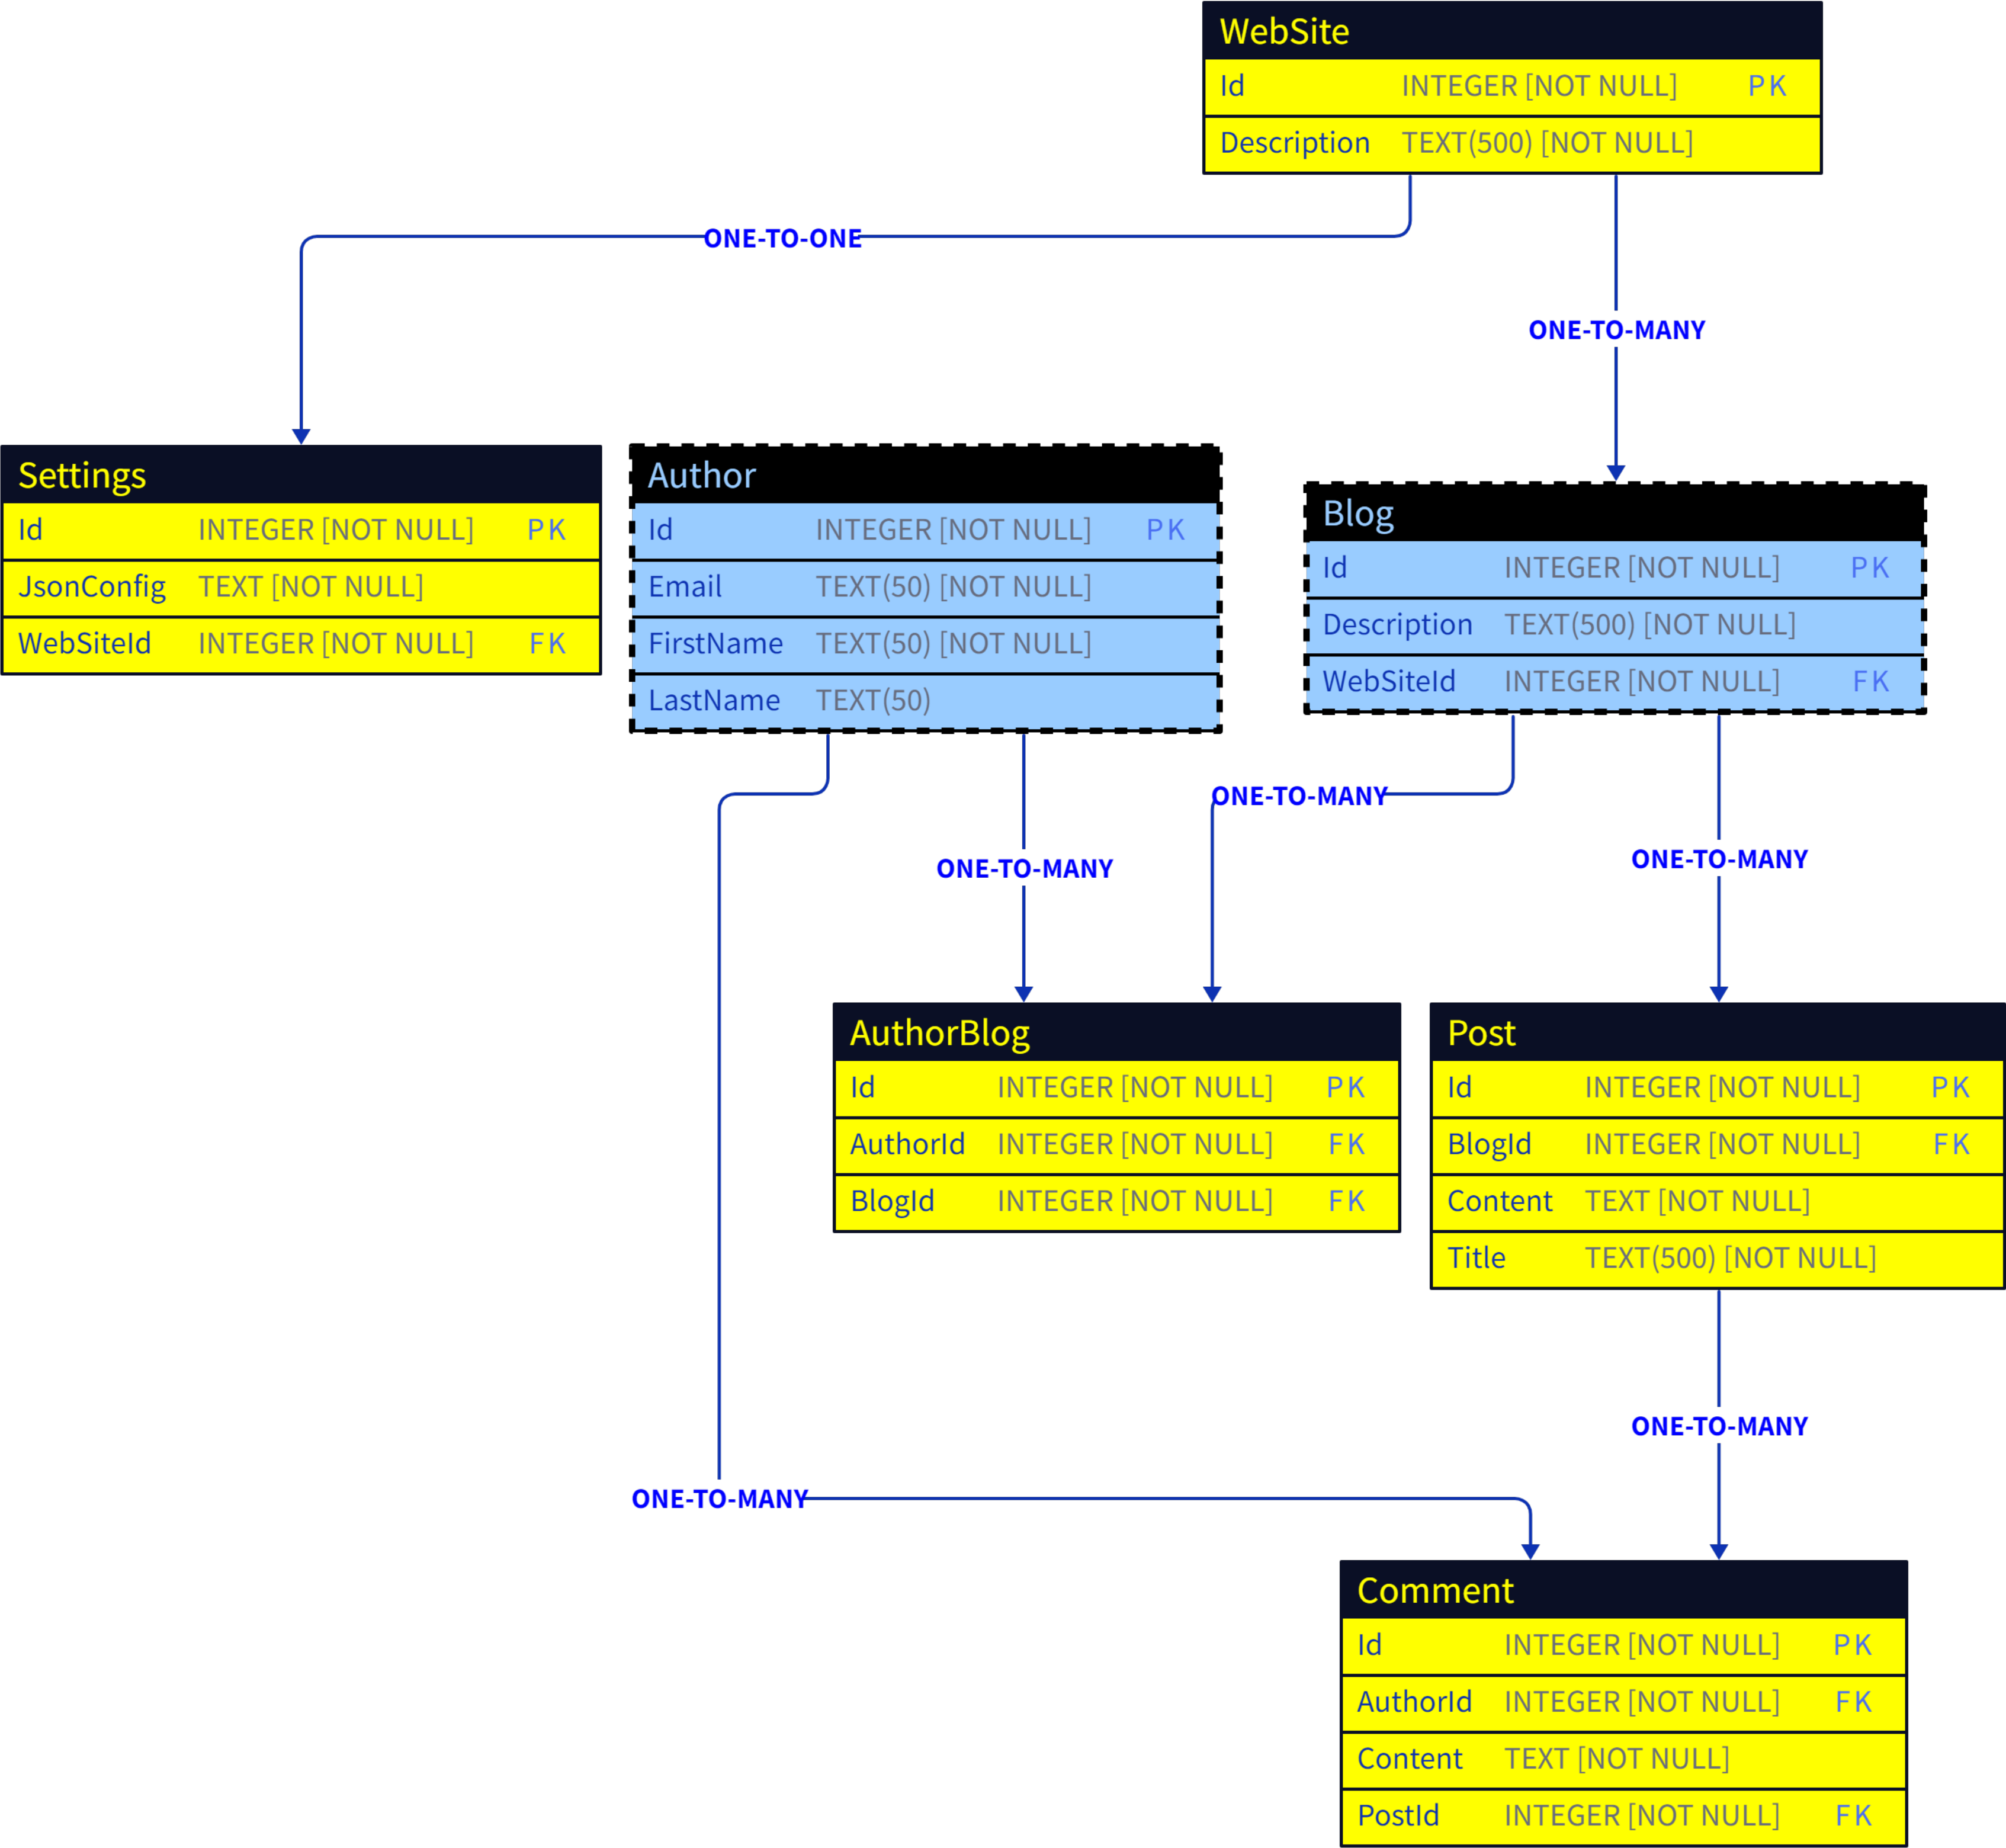 WebSite
Id INTEGER [NOT NULL] PK
Description TEXT(500) [NOT NULL]
ONE-TO-ONE
ONE-TO-MANY
Settings
Id INTEGER [NOT NULL] PK
JsonConfig TEXT [NOT NULL]
WebSiteId INTEGER [NOT NULL] FK
Author
Id INTEGER [NOT NULL] PK
Email TEXT(50) [NOT NULL]
FirstName TEXT(50) [NOT NULL]
LastName TEXT(50)
Blog
Id INTEGER [NOT NULL] PK
Description TEXT(500) [NOT NULL]
WebSiteId INTEGER [NOT NULL] FK
ONE-TO-MANY
ONE-TO-MANY
ONE-TO-MANY
AuthorBlog
Id INTEGER [NOT NULL] PK
AuthorId INTEGER [NOT NULL] FK
BlogId INTEGER [NOT NULL] FK
Post
Id INTEGER [NOT NULL] PK
BlogId INTEGER [NOT NULL] FK
Content TEXT [NOT NULL]
Title TEXT(500) [NOT NULL]
ONE-TO-MANY
ONE-TO-MANY
Comment
Id INTEGER [NOT NULL] PK
AuthorId INTEGER [NOT NULL] FK
Content TEXT [NOT NULL]
PostId INTEGER [NOT NULL] FK